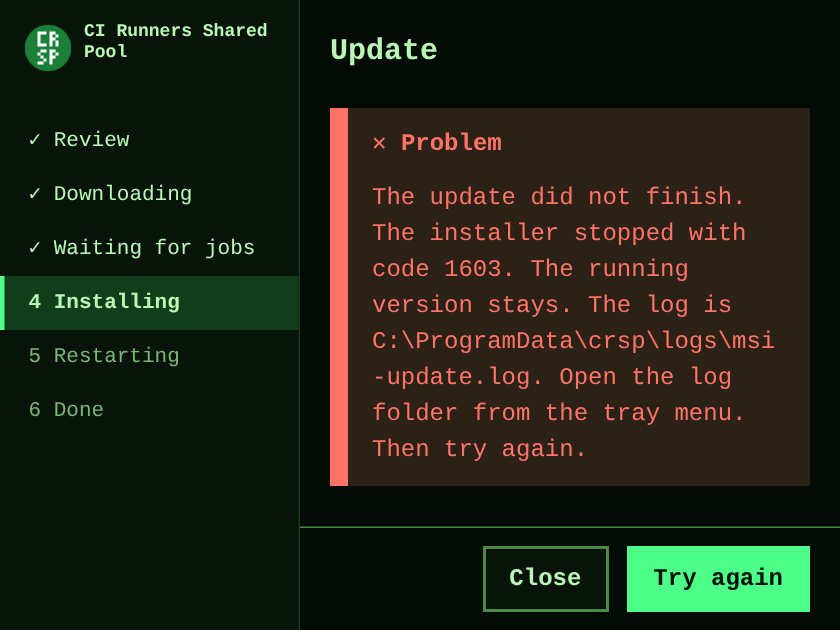 CI Runners Shared
Pool
✓ Review
✓ Downloading
✓ Waiting for jobs
4 Installing
5 Restarting
6 Done
Update
× Problem
The update did not finish.
The installer stopped with
code 1603. The running
version stays. The log is
C:\ProgramData\crsp\logs\msi
-update.log. Open the log
folder from the tray menu.
Then try again.
Close
Try again